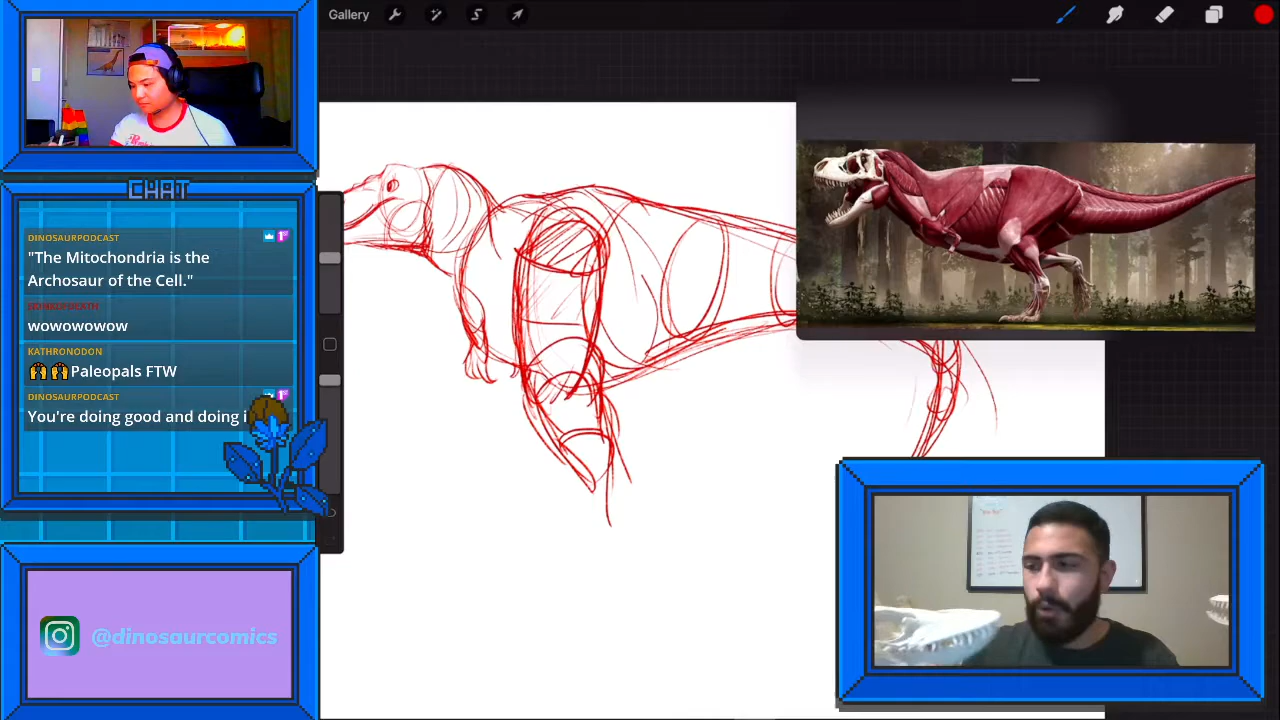 Gallery
CHAT
DINOSAURPODCAST
"The Mitochondria is the
Archosaur of the Cell."
wowowowow
KATHRONODON
Paleopals FTW
DINOSAURPODCAST
You're doing good and doing i
@dinosaurcomics